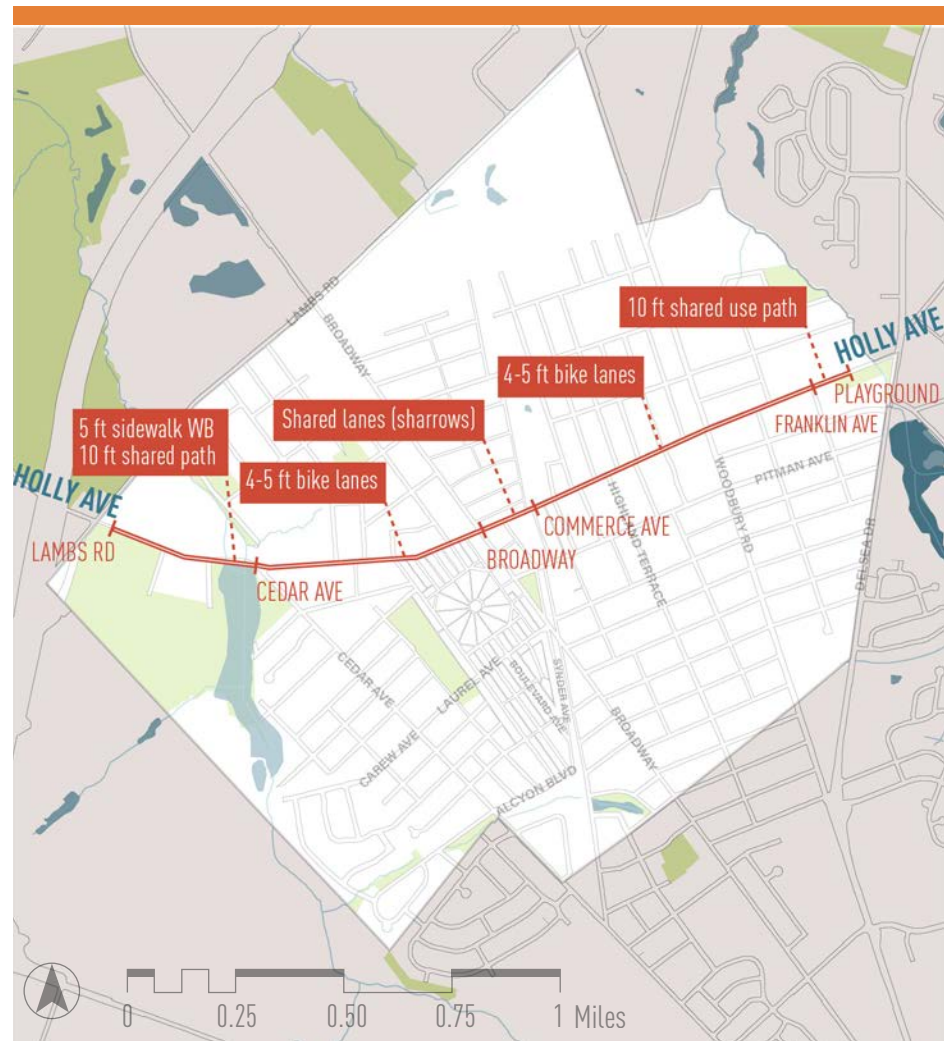 LAMBS RD
BROADWAY
10 ft shared use path
HOLLY AVE
4-5 ft bike lanes
PLAYGROUND
FRANKLIN AVE
5 ft sidewalk WB
10 ft shared path
Shared lanes (sharrows)
4-5 ft bike lanes
HOLLY AVE
LAMBS RD
CEDAR AVE
BROADWAY
COMMERCE AVE
HIGHLAND TERRACE
WOODBURY RD
PITMAN AVE
DELSEA DR
CEDAR AVE
LAUREL AVE
CAREW AVE
BOULEVARD AVE
SYNDER AVE
BROADWAY
ALCYON BLVD
0 0.25 0.50 0.75 1 Miles